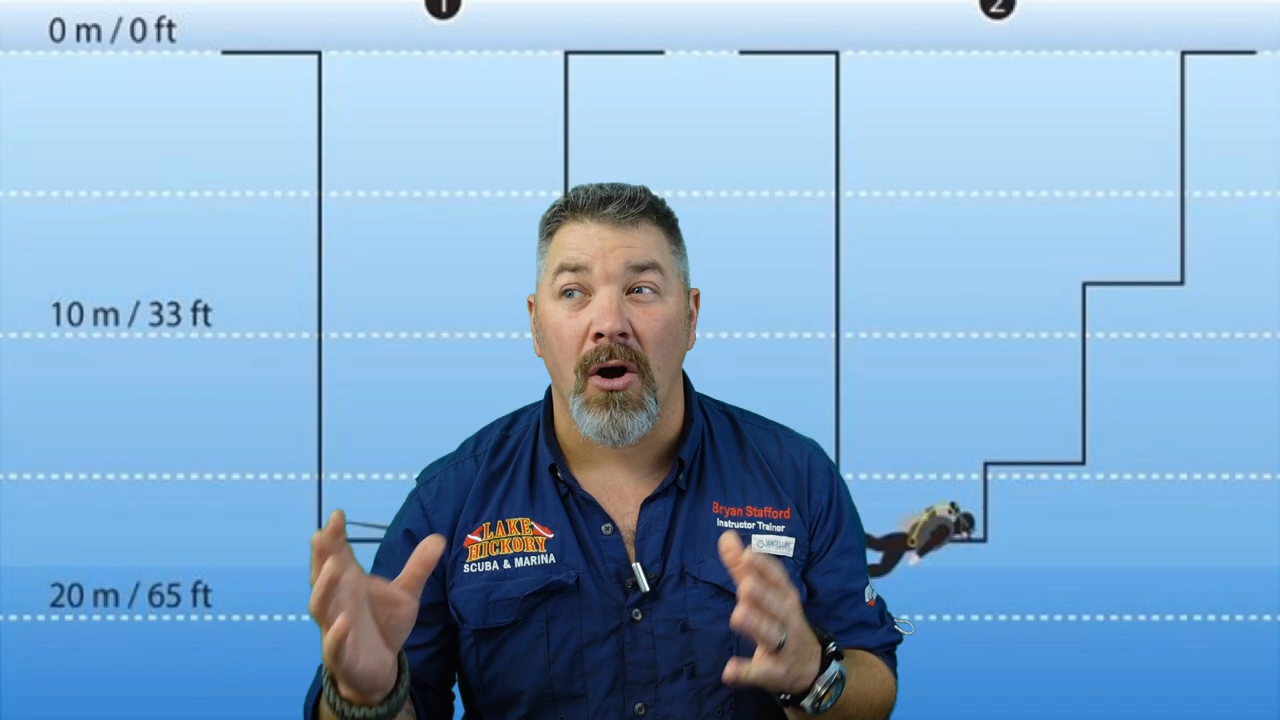 1
2
0 m / 0 ft
10 m / 33 ft
20 m / 65 ft
LAKE
HICKORY
SCUBA & MARINA
Bryan Stafford
Instructor Trainer